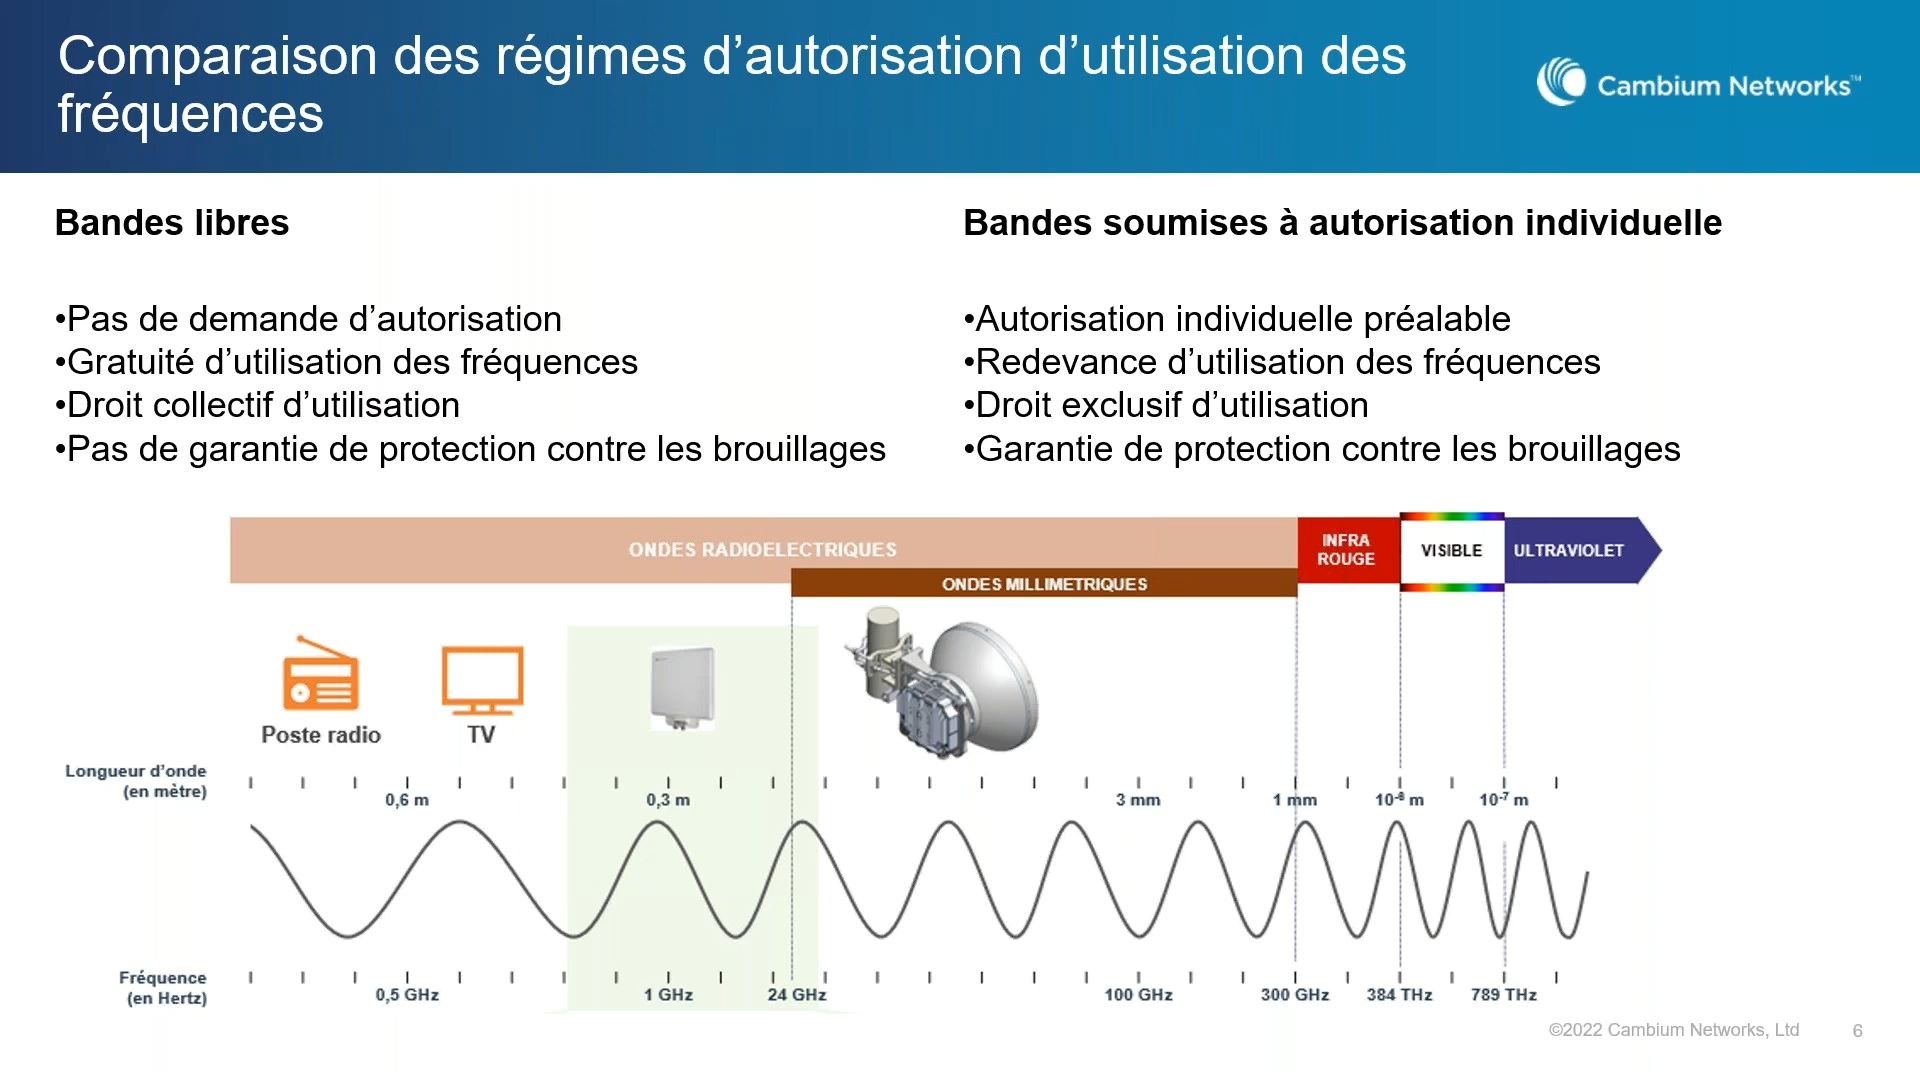 Comparaison des régimes d’autorisation d’utilisation des
fréquences
Cambium Networks™
Bandes libres
•Pas de demande d’autorisation
•Gratuité d’utilisation des fréquences
•Droit collectif d’utilisation
•Pas de garantie de protection contre les brouillages
Bandes soumises à autorisation individuelle
•Autorisation individuelle préalable
•Redevance d’utilisation des fréquences
•Droit exclusif d’utilisation
•Garantie de protection contre les brouillages
ONDES RADIOELECTRIQUES
INFRA
ROUGE
VISIBLE
ULTRAVIOLET
ONDES MILLIMETRIQUES
Poste radio
TV
Longueur d’onde
(en mètre)
0,6 m
0,3 m
3 mm
1 mm
10⁻⁸ m
10⁻⁷ m
Fréquence
(en Hertz)
0,5 GHz
1 GHz
24 GHz
100 GHz
300 GHz
384 THz
789 THz
©2022 Cambium Networks, Ltd
6